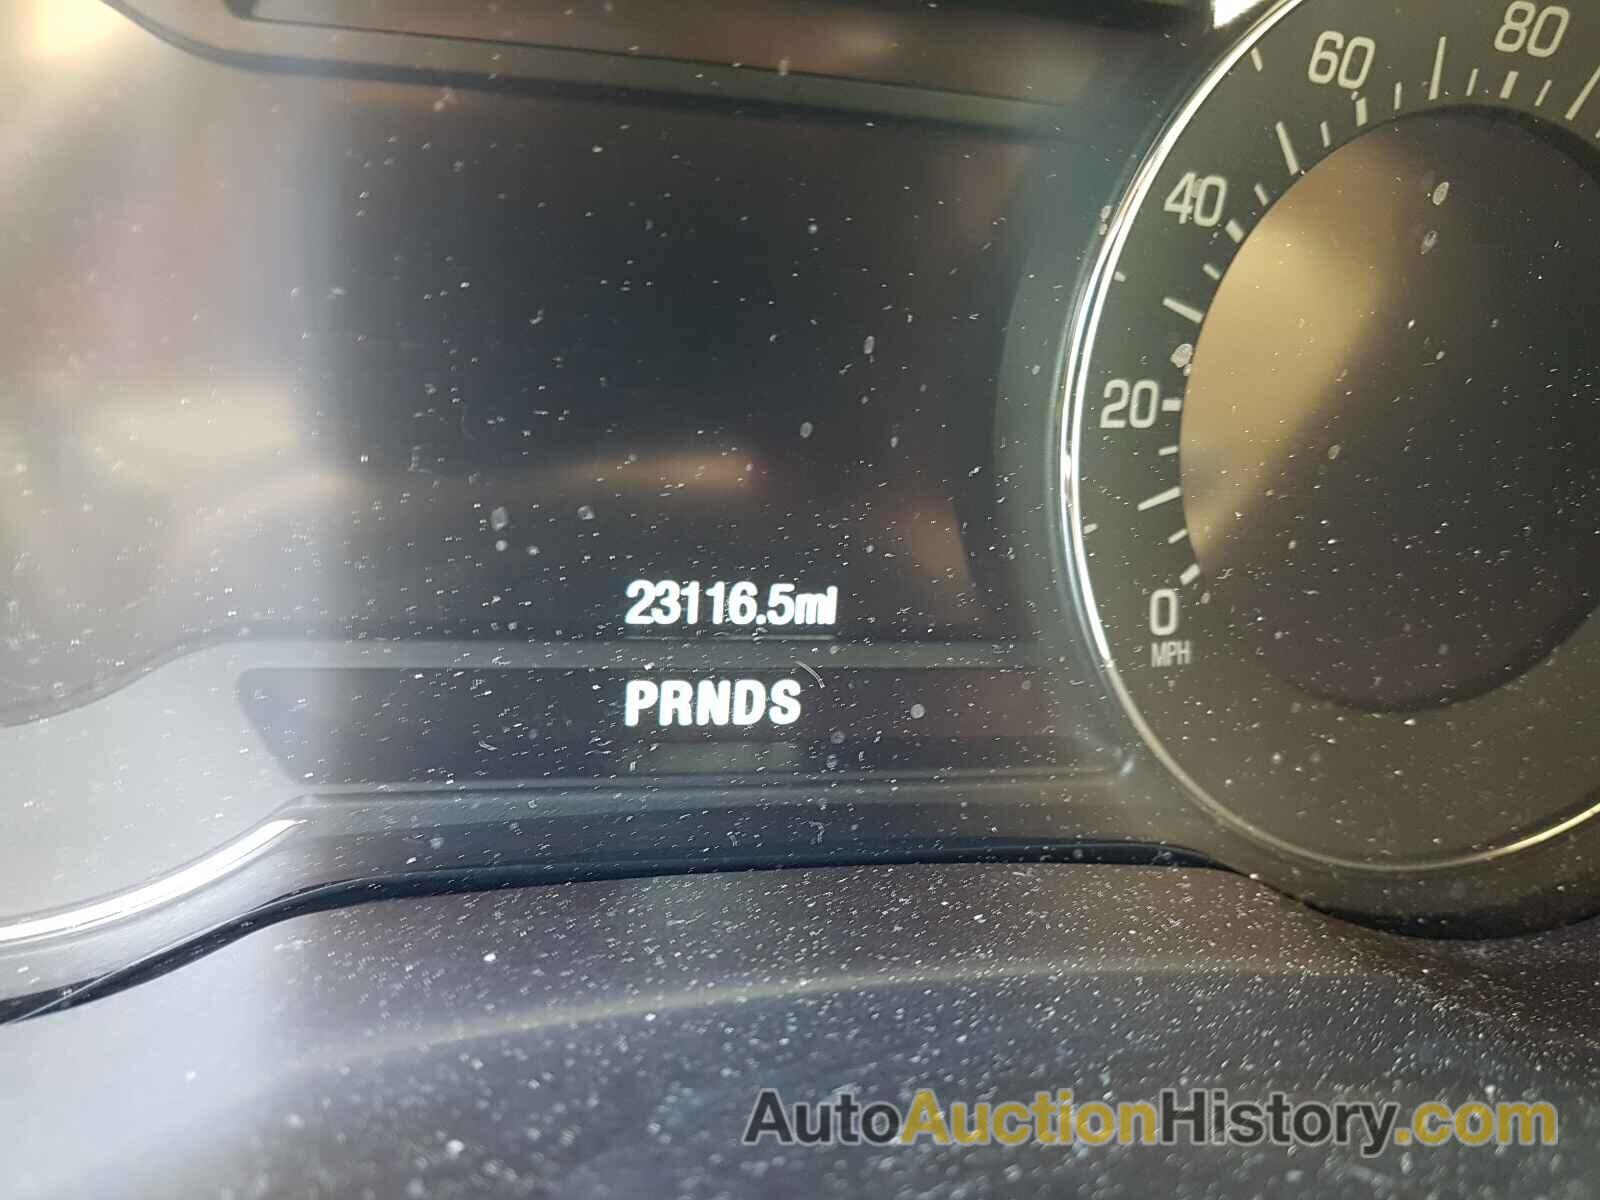 80
60
40
20
0
MPH
23116.5mi
PRNDS
AutoAuctionHistory.com